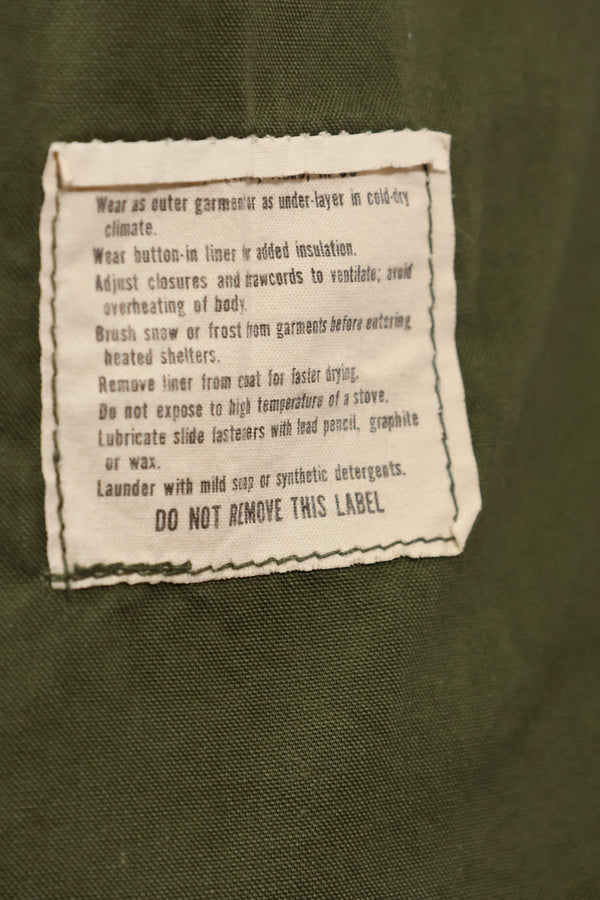 Wear as outer garment or as under-layer in cold-dry
climate.
Wear button-in liner for added insulation.
Adjust closures and drawcords to ventilate; avoid
overheating of body.
Brush snow or frost from garments before entering
heated shelters.
Remove liner from coat for faster drying.
Do not expose to high temperature of a stove.
Lubricate slide fasteners with lead pencil, graphite
or wax.
Launder with mild soap or synthetic detergents.
DO NOT REMOVE THIS LABEL